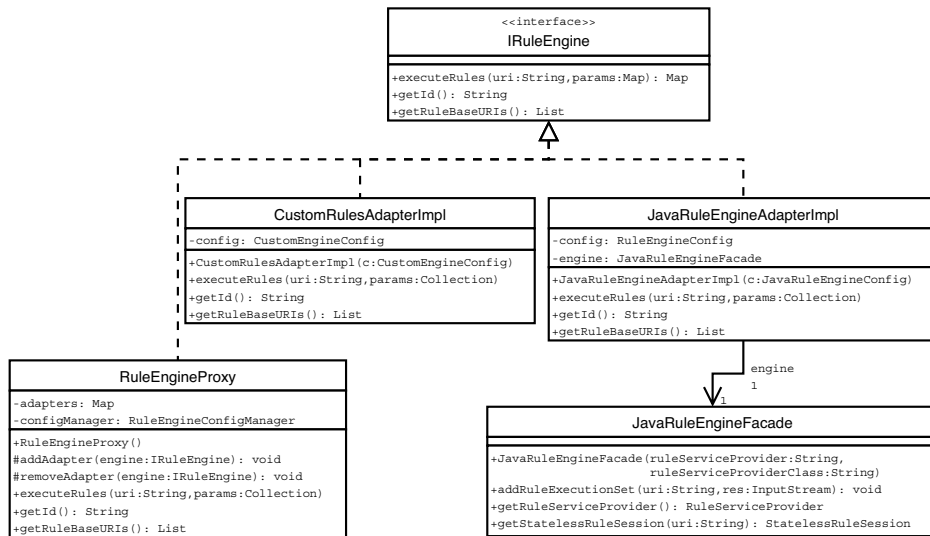 <<interface>>
IRuleEngine
+executeRules(uri:String,params:Map): Map
+getId(): String
+getRuleBaseURIs(): List
CustomRulesAdapterImpl
-config: CustomEngineConfig
+CustomRulesAdapterImpl(c:CustomEngineConfig)
+executeRules(uri:String,params:Collection)
+getId(): String
+getRuleBaseURIs(): List
JavaRuleEngineAdapterImpl
-config: RuleEngineConfig
-engine: JavaRuleEngineFacade
+JavaRuleEngineAdapterImpl(c:JavaRuleEngineConfig)
+executeRules(uri:String,params:Collection)
+getId(): String
+getRuleBaseURIs(): List
engine
1
1
RuleEngineProxy
-adapters: Map
-configManager: RuleEngineConfigManager
+RuleEngineProxy()
#addAdapter(engine:IRuleEngine): void
#removeAdapter(engine:IRuleEngine): void
+executeRules(uri:String,params:Collection)
+getId(): String
+getRuleBaseURIs(): List
JavaRuleEngineFacade
+JavaRuleEngineFacade(ruleServiceProvider:String,
ruleServiceProviderClass:String)
+addRuleExecutionSet(uri:String,res:InputStream): void
+getRuleServiceProvider(): RuleServiceProvider
+getStatelessRuleSession(uri:String): StatelessRuleSession